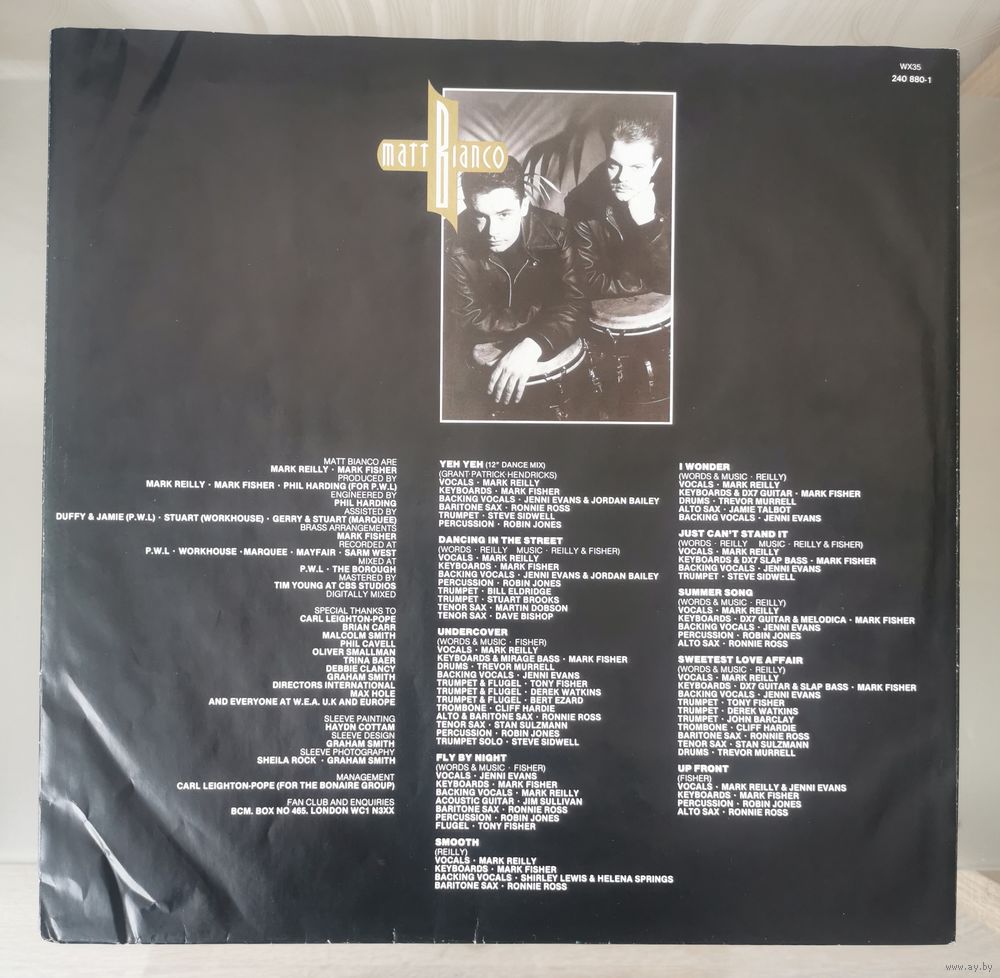 WX35
240 880-1
matt Bianco
MATT BIANCO ARE
MARK REILLY · MARK FISHER
PRODUCED BY
MARK REILLY · MARK FISHER · PHIL HARDING (FOR P.W.L)
ENGINEERED BY
PHIL HARDING
ASSISTED BY
DUFFY & JAMIE (P.W.L) · STUART (WORKHOUSE) · GERRY & STUART (MARQUEE)
BRASS ARRANGEMENTS
MARK FISHER
RECORDED AT
P.W.L · WORKHOUSE · MARQUEE · MAYFAIR · SARM WEST
MIXED AT
P.W.L · THE BOROUGH
MASTERED BY
TIM YOUNG AT CBS STUDIOS
DIGITALLY MIXED
SPECIAL THANKS TO
CARL LEIGHTON-POPE
BRIAN CARR
MALCOLM SMITH
PHIL CAVELL
OLIVER SMALLMAN
TRINA BAER
DEBBIE CLANCY
GRAHAM SMITH
DIRECTORS INTERNATIONAL
MAX HOLE
AND EVERYONE AT W.E.A. U.K AND EUROPE
SLEEVE PAINTING
HAYDN COTTAM
SLEEVE DESIGN
GRAHAM SMITH
SLEEVE PHOTOGRAPHY
SHEILA ROCK · GRAHAM SMITH
MANAGEMENT
CARL LEIGHTON-POPE (FOR THE BONAIRE GROUP)
FAN CLUB AND ENQUIRIES
BCM. BOX NO 465. LONDON WC1 N3XX
YEH YEH (12" DANCE MIX)
(GRANT·PATRICK·HENDRICKS)
VOCALS · MARK REILLY
KEYBOARDS · MARK FISHER
BACKING VOCALS · JENNI EVANS & JORDAN BAILEY
BARITONE SAX · RONNIE ROSS
TRUMPET · STEVE SIDWELL
PERCUSSION · ROBIN JONES
DANCING IN THE STREET
(WORDS · REILLY MUSIC · REILLY & FISHER)
VOCALS · MARK REILLY
KEYBOARDS · MARK FISHER
BACKING VOCALS · JENNI EVANS & JORDAN BAILEY
PERCUSSION · ROBIN JONES
TRUMPET · BILL ELDRIDGE
TRUMPET · STUART BROOKS
TENOR SAX · MARTIN DOBSON
TENOR SAX · DAVE BISHOP
UNDERCOVER
(WORDS & MUSIC · FISHER)
VOCALS · MARK REILLY
KEYBOARDS & MIRAGE BASS · MARK FISHER
DRUMS · TREVOR MURRELL
BACKING VOCALS · JENNI EVANS
TRUMPET & FLUGEL · TONY FISHER
TRUMPET & FLUGEL · DEREK WATKINS
TRUMPET & FLUGEL · BERT EZARD
TROMBONE · CLIFF HARDIE
ALTO & BARITONE SAX · RONNIE ROSS
TENOR SAX · STAN SULZMANN
PERCUSSION · ROBIN JONES
TRUMPET SOLO · STEVE SIDWELL
FLY BY NIGHT
(WORDS & MUSIC · FISHER)
VOCALS · JENNI EVANS
KEYBOARDS · MARK FISHER
BACKING VOCALS · MARK REILLY
ACOUSTIC GUITAR · JIM SULLIVAN
BARITONE SAX · RONNIE ROSS
PERCUSSION · ROBIN JONES
FLUGEL · TONY FISHER
SMOOTH
(REILLY)
VOCALS · MARK REILLY
KEYBOARDS · MARK FISHER
BACKING VOCALS · SHIRLEY LEWIS & HELENA SPRINGS
BARITONE SAX · RONNIE ROSS
I WONDER
(WORDS & MUSIC · REILLY)
VOCALS · MARK REILLY
KEYBOARDS & DX7 GUITAR · MARK FISHER
DRUMS · TREVOR MURRELL
ALTO SAX · JAMIE TALBOT
BACKING VOCALS · JENNI EVANS
JUST CAN'T STAND IT
(WORDS · REILLY MUSIC · REILLY & FISHER)
VOCALS · MARK REILLY
KEYBOARDS & DX7 SLAP BASS · MARK FISHER
BACKING VOCALS · JENNI EVANS
TRUMPET · STEVE SIDWELL
SUMMER SONG
(WORDS & MUSIC · REILLY)
VOCALS · MARK REILLY
KEYBOARDS · DX7 GUITAR & MELODICA · MARK FISHER
BACKING VOCALS · JENNI EVANS
PERCUSSION · ROBIN JONES
ALTO SAX · RONNIE ROSS
SWEETEST LOVE AFFAIR
(WORDS & MUSIC · REILLY)
VOCALS · MARK REILLY
KEYBOARDS · DX7 GUITAR & SLAP BASS · MARK FISHER
BACKING VOCALS · JENNI EVANS
TRUMPET · TONY FISHER
TRUMPET · DEREK WATKINS
TRUMPET · JOHN BARCLAY
TROMBONE · CLIFF HARDIE
BARITONE SAX · RONNIE ROSS
TENOR SAX · STAN SULZMANN
DRUMS · TREVOR MURRELL
UP FRONT
(FISHER)
VOCALS · MARK REILLY & JENNI EVANS
KEYBOARDS · MARK FISHER
PERCUSSION · ROBIN JONES
ALTO SAX · RONNIE ROSS
www.ay.by